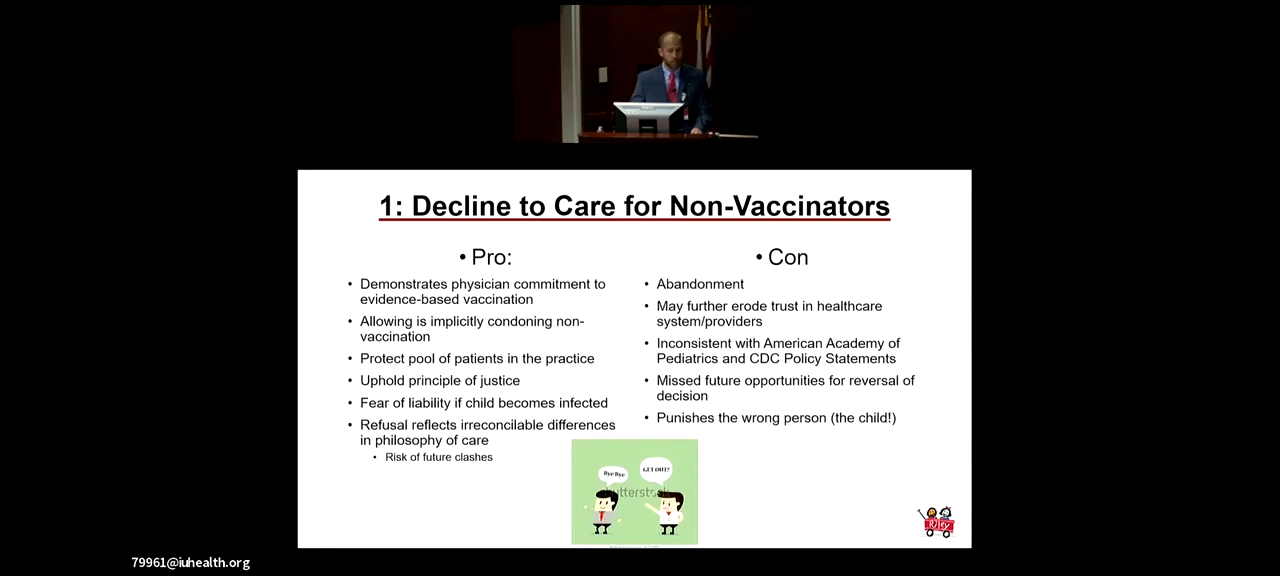 1: Decline to Care for Non-Vaccinators
• Pro:
• Demonstrates physician commitment to
evidence-based vaccination
• Allowing is implicitly condoning non-
vaccination
• Protect pool of patients in the practice
• Uphold principle of justice
• Fear of liability if child becomes infected
• Refusal reflects irreconcilable differences
in philosophy of care
• Risk of future clashes
• Con
• Abandonment
• May further erode trust in healthcare
system/providers
• Inconsistent with American Academy of
Pediatrics and CDC Policy Statements
• Missed future opportunities for reversal of
decision
• Punishes the wrong person (the child!)
Bye Bye
GET OUT!!
shutterstock
Riley
79961@iuhealth.org